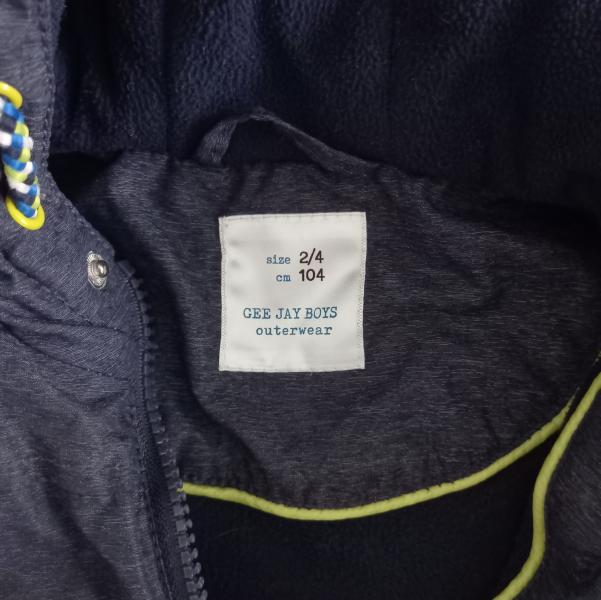 size 2/4
cm 104
GEE JAY BOYS
outerwear